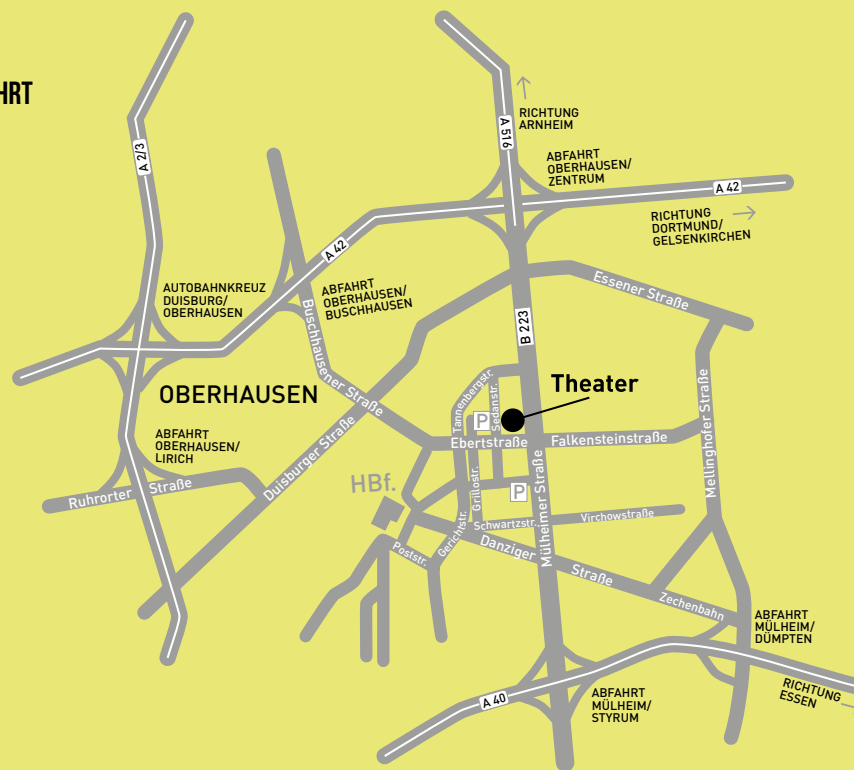 HRT
A 2/3
A 516
RICHTUNG
ARNHEIM
ABFAHRT
OBERHAUSEN/
ZENTRUM
A 42
RICHTUNG
DORTMUND/
GELSENKIRCHEN
A 42
AUTOBAHNKREUZ
DUISBURG/
OBERHAUSEN
ABFAHRT
OBERHAUSEN/
BUSCHHAUSEN
Buschhausener Straße
Essener Straße
B 223
OBERHAUSEN
Theater
Tannenbergstr.
Sedanstr.
P
Ebertstraße
Falkensteinstraße
Mellinghofer Straße
ABFAHRT
OBERHAUSEN/
LIRICH
Ruhrorter Straße
Duisburger Straße
HBf.
Grillostr.
P
Mülheimer Straße
Gerichtstr.
Schwartzstr.
Virchowstraße
Poststr.
Danziger Straße
Zechenbahn
ABFAHRT
MÜLHEIM/
DÜMPTEN
A 40
ABFAHRT
MÜLHEIM/
STYRUM
RICHTUNG
ESSEN